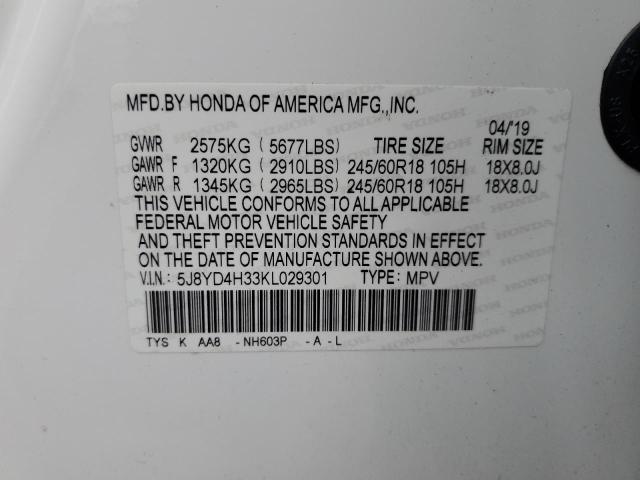 MFD.BY HONDA OF AMERICA MFG.,INC.
04/'19
GVWR 2575KG ( 5677LBS) TIRE SIZE RIM SIZE
GAWR F 1320KG ( 2910LBS) 245/60R18 105H 18X8.0J
GAWR R 1345KG ( 2965LBS) 245/60R18 105H 18X8.0J
THIS VEHICLE CONFORMS TO ALL APPLICABLE
FEDERAL MOTOR VEHICLE SAFETY
AND THEFT PREVENTION STANDARDS IN EFFECT
ON THE DATE OF MANUFACTURE SHOWN ABOVE.
V.I.N.: 5J8YD4H33KL029301 TYPE: MPV
TYS K AA8 -NH603P -A-L